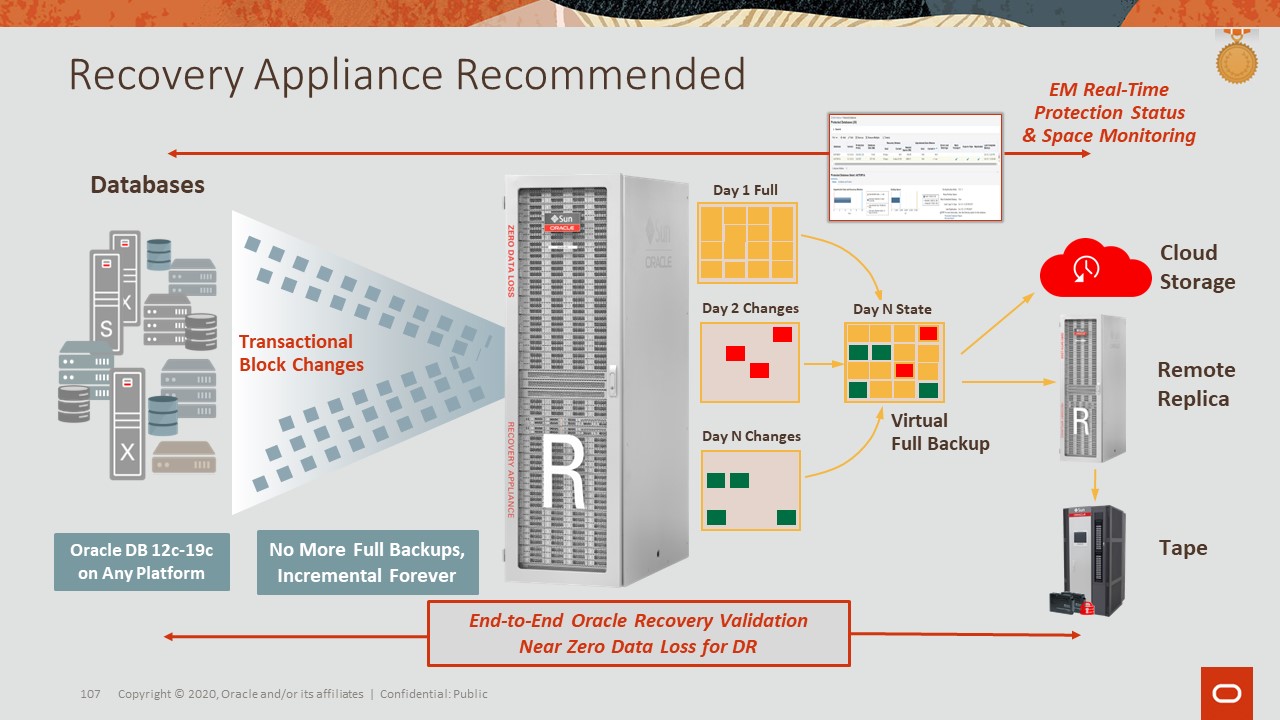 Recovery Appliance Recommended
EM Real-Time
Protection Status
& Space Monitoring
Databases
S
X
X
Transactional
Block Changes
Sun
ORACLE
ZERO DATA LOSS
RECOVERY APPLIANCE
R
Sun
ORACLE
Day 1 Full
Day 2 Changes
Day N Changes
Day N State
Virtual
Full Backup
Cloud
Storage
R
Remote
Replica
Tape
Oracle DB 12c-19c
on Any Platform
No More Full Backups,
Incremental Forever
End-to-End Oracle Recovery Validation
Near Zero Data Loss for DR
107 Copyright © 2020, Oracle and/or its affiliates | Confidential: Public